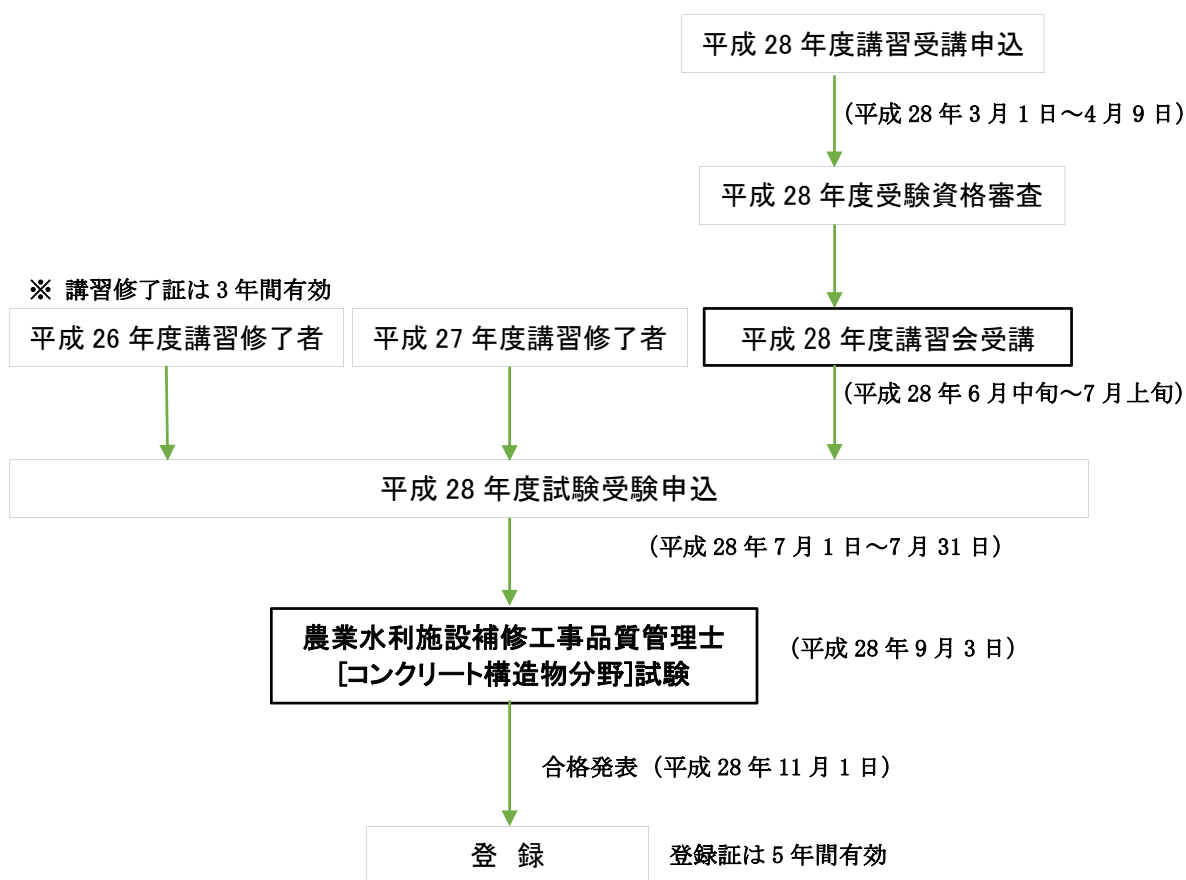 平成 28 年度講習受講申込
（平成 28 年 3 月 1 日～4 月 9 日）
平成 28 年度受験資格審査
※ 講習修了証は 3 年間有効
平成 26 年度講習修了者
平成 27 年度講習修了者
平成 28 年度講習会受講
（平成 28 年 6 月中旬～7 月上旬）
平成 28 年度試験受験申込
（平成 28 年 7 月 1 日～7 月 31 日）
農業水利施設補修工事品質管理士
[コンクリート構造物分野]試験
（平成 28 年 9 月 3 日）
合格発表（平成 28 年 11 月 1 日）
登 録
登録証は 5 年間有効